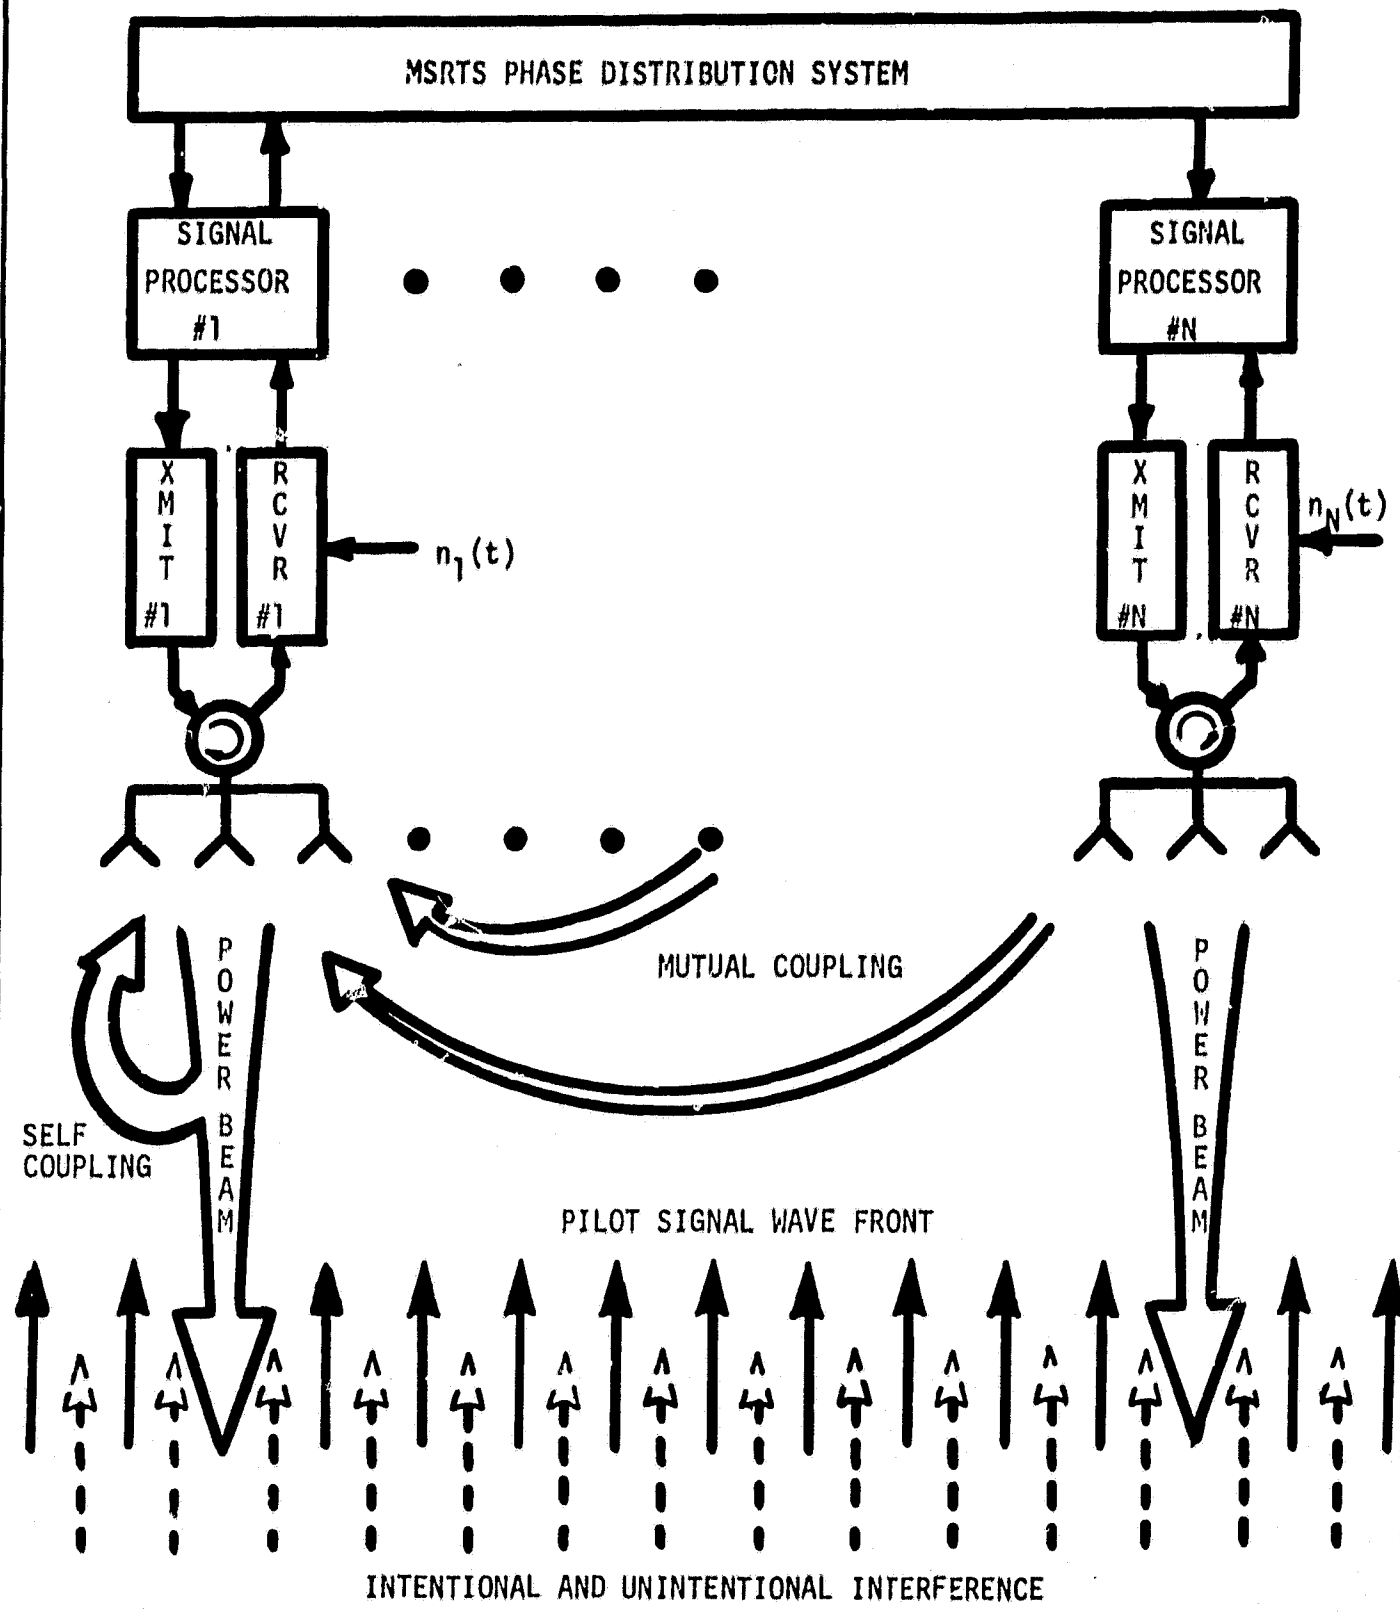 MSRTS PHASE DISTRIBUTION SYSTEM
SIGNAL
PROCESSOR
#1
SIGNAL
PROCESSOR
#N
XMIT
#1
RCVR
#1
n1(t)
XMIT
#N
RCVR
#N
nN(t)
MUTUAL COUPLING
POWER BEAM
POWER BEAM
SELF
COUPLING
PILOT SIGNAL WAVE FRONT
INTENTIONAL AND UNINTENTIONAL INTERFERENCE